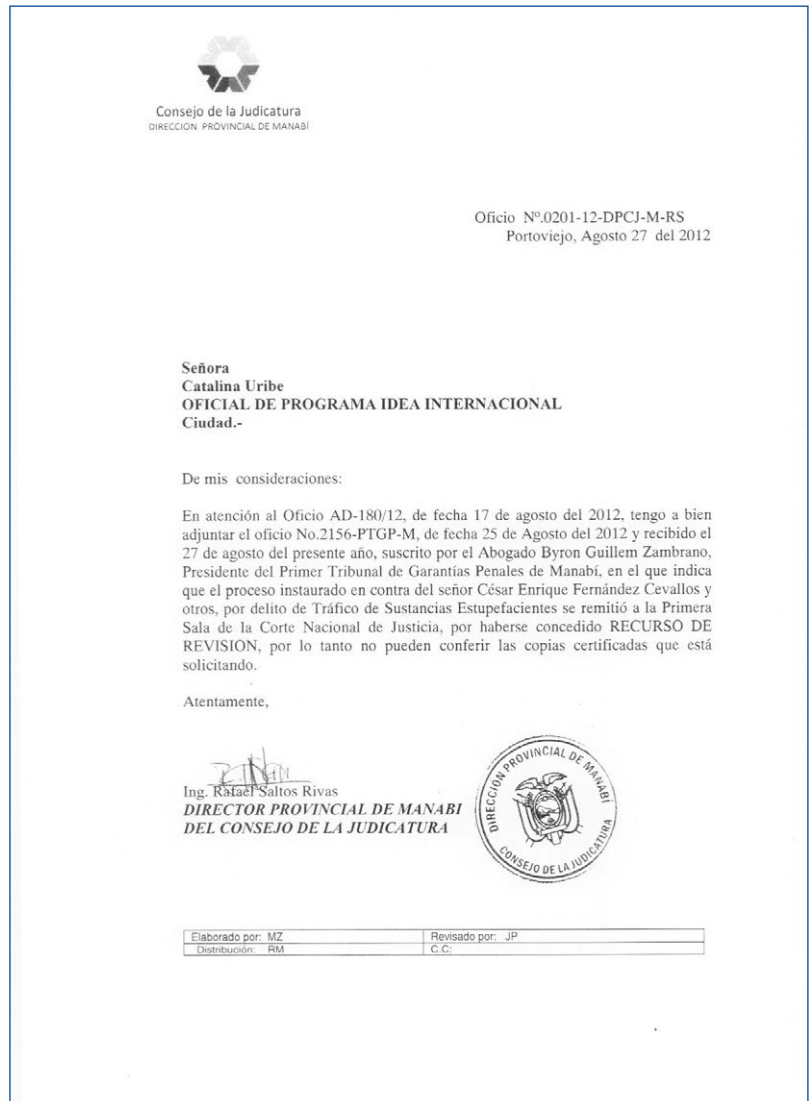 Consejo de la Judicatura
DIRECCION PROVINCIAL DE MANABÍ
Oficio Nº.0201-12-DPCJ-M-RS
Portoviejo, Agosto 27 del 2012
Señora
Catalina Uribe
OFICIAL DE PROGRAMA IDEA INTERNACIONAL
Ciudad.-
De mis consideraciones:
En atención al Oficio AD-180/12, de fecha 17 de agosto del 2012, tengo a bien
adjuntar el oficio No.2156-PTGP-M, de fecha 25 de Agosto del 2012 y recibido el
27 de agosto del presente año, suscrito por el Abogado Byron Guillem Zambrano,
Presidente del Primer Tribunal de Garantías Penales de Manabí, en el que indica
que el proceso instaurado en contra del señor César Enrique Fernández Cevallos y
otros, por delito de Tráfico de Sustancias Estupefacientes se remitió a la Primera
Sala de la Corte Nacional de Justicia, por haberse concedido RECURSO DE
REVISION, por lo tanto no pueden conferir las copias certificadas que está
solicitando.
Atentamente,
Ing. Rafael Saltos Rivas
DIRECTOR PROVINCIAL DE MANABI
DEL CONSEJO DE LA JUDICATURA
DIRECCION PROVINCIAL DE MANABÍ
CONSEJO DE LA JUDICATURA
Elaborado por: MZ Revisado por: JP
Distribución: RM C.C: